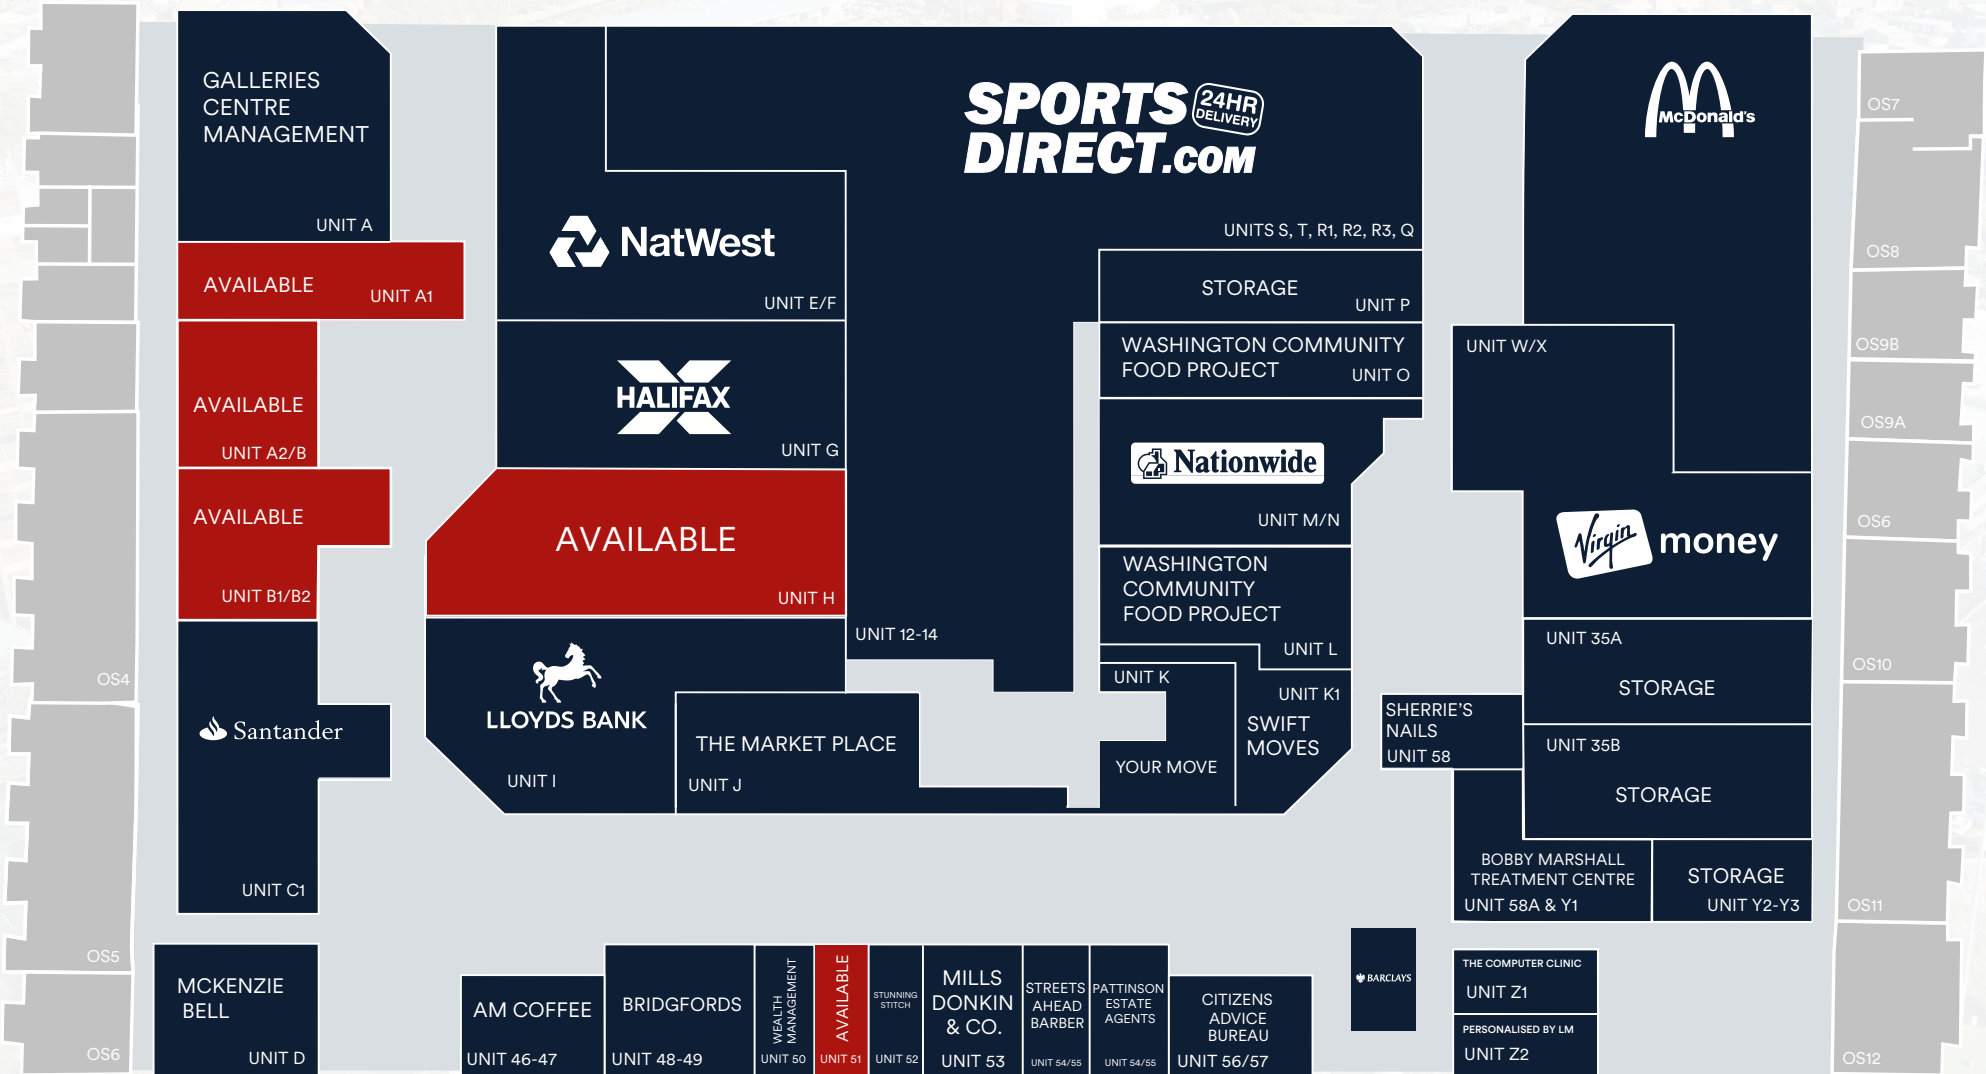 GALLERIES
CENTRE
MANAGEMENT
UNIT A
AVAILABLE
UNIT A1
AVAILABLE
UNIT A2/B
AVAILABLE
UNIT B1/B2
Santander
UNIT C1
MCKENZIE
BELL
UNIT D
NatWest
UNIT E/F
HALIFAX
UNIT G
AVAILABLE
UNIT H
LLOYDS BANK
UNIT I
THE MARKET PLACE
UNIT J
SPORTS
DIRECT.COM
24HR
DELIVERY
UNITS S, T, R1, R2, R3, Q
UNIT 12-14
STORAGE
UNIT P
WASHINGTON COMMUNITY
FOOD PROJECT
UNIT O
Nationwide
UNIT M/N
WASHINGTON
COMMUNITY
FOOD PROJECT
UNIT L
UNIT K
YOUR MOVE
UNIT K1
SWIFT
MOVES
McDonald's
UNIT W/X
Virgin money
UNIT 35A
STORAGE
UNIT 35B
STORAGE
SHERRIE'S
NAILS
UNIT 58
BOBBY MARSHALL
TREATMENT CENTRE
UNIT 58A & Y1
STORAGE
UNIT Y2-Y3
AM COFFEE
UNIT 46-47
BRIDGFORDS
UNIT 48-49
WEALTH
MANAGEMENT
UNIT 50
AVAILABLE
UNIT 51
STUNNING
STITCH
UNIT 52
MILLS
DONKIN
& CO.
UNIT 53
STREETS
AHEAD
BARBER
UNIT 54/55
PATTINSON
ESTATE
AGENTS
UNIT 54/55
CITIZENS
ADVICE
BUREAU
UNIT 56/57
BARCLAYS
THE COMPUTER CLINIC
UNIT Z1
PERSONALISED BY LM
UNIT Z2
OS4
OS5
OS6
OS7
OS8
OS9B
OS9A
OS6
OS10
OS11
OS12